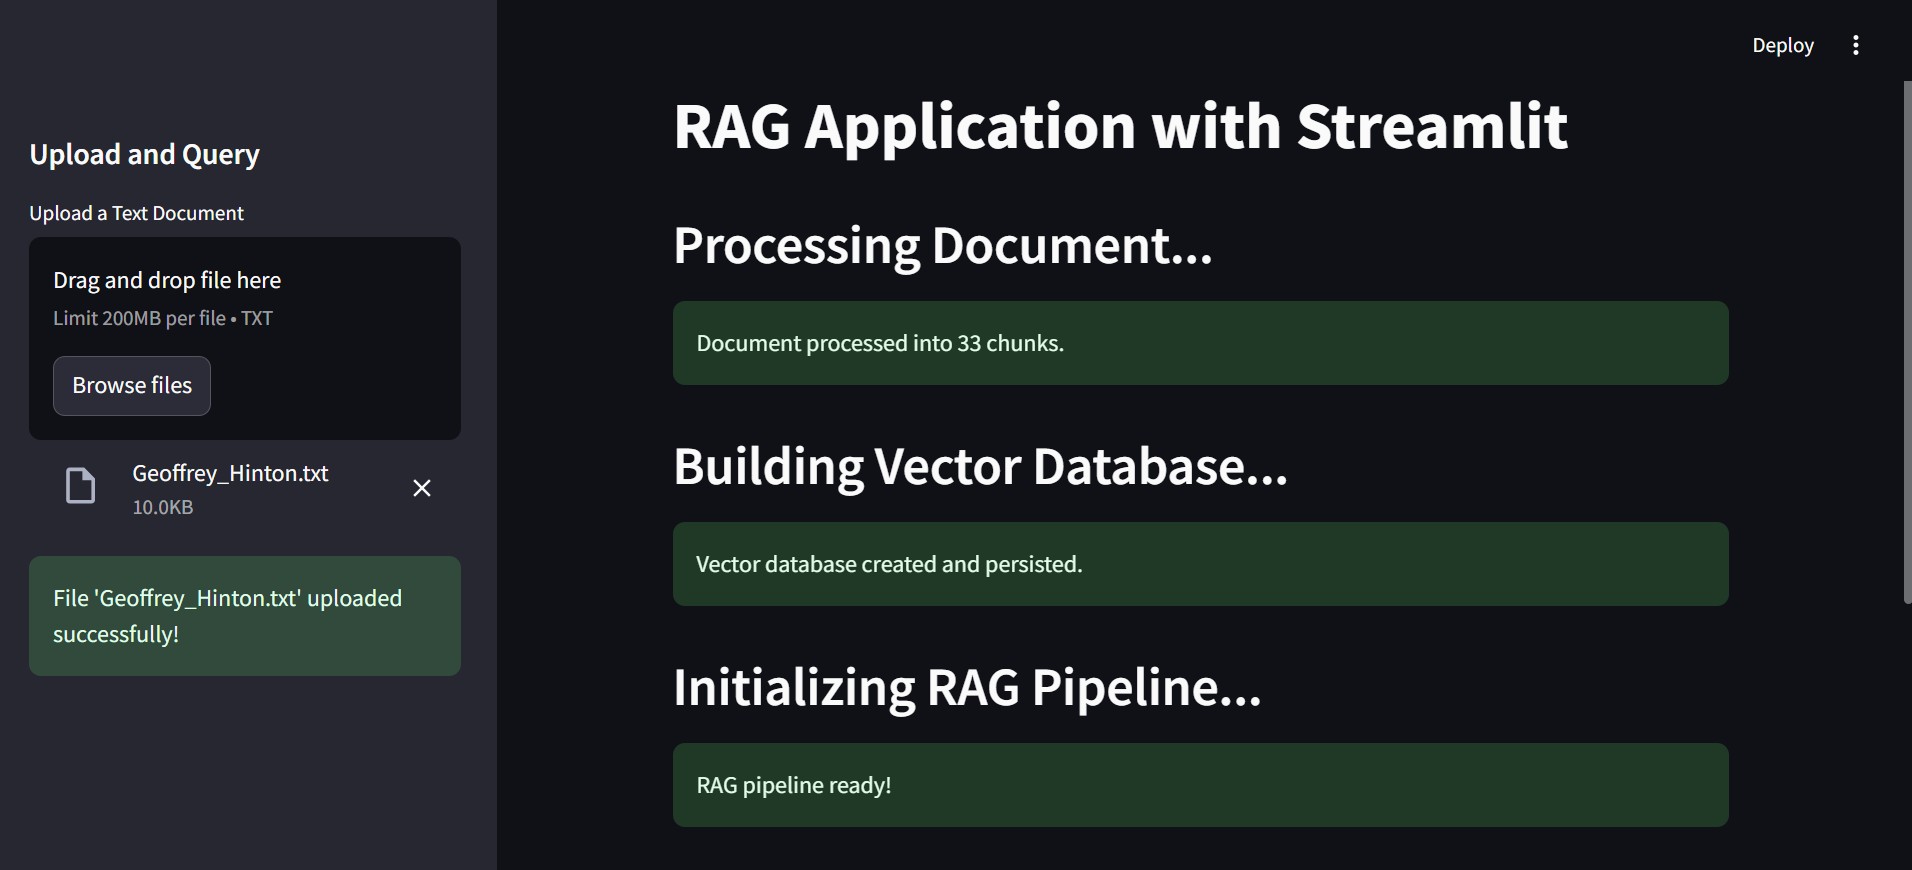 Deploy
Upload and Query
Upload a Text Document
Drag and drop file here
Limit 200MB per file • TXT
Browse files
Geoffrey_Hinton.txt
10.0KB
File 'Geoffrey_Hinton.txt' uploaded
successfully!
RAG Application with Streamlit
Processing Document...
Document processed into 33 chunks.
Building Vector Database...
Vector database created and persisted.
Initializing RAG Pipeline...
RAG pipeline ready!